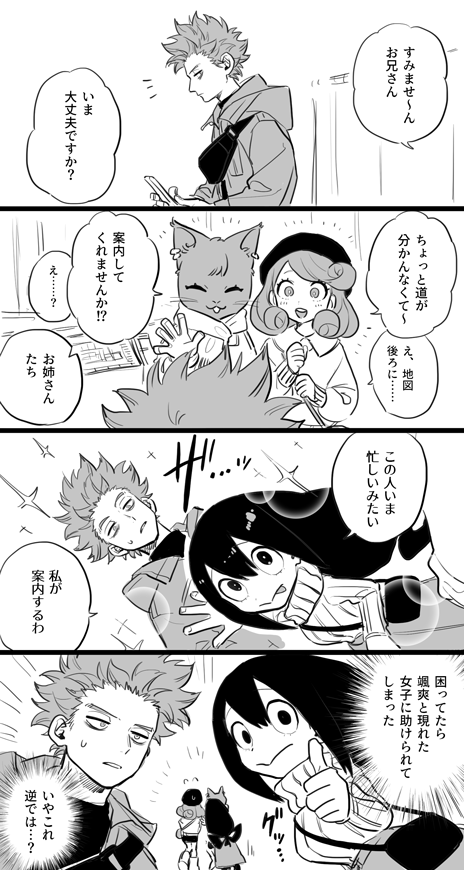 すみませ〜ん
お兄さん
いま
大丈夫ですか?
ちょっと道が
分かんなくて〜
え、地図
後ろに……
案内して
くれませんか!?
え……?
お姉さん
たち
この人いま
忙しいみたい
ザ…
私が
案内するわ
困ってたら
颯爽と現れた
女子に助けられて
しまった
グッ…
いやこれ
逆では…?